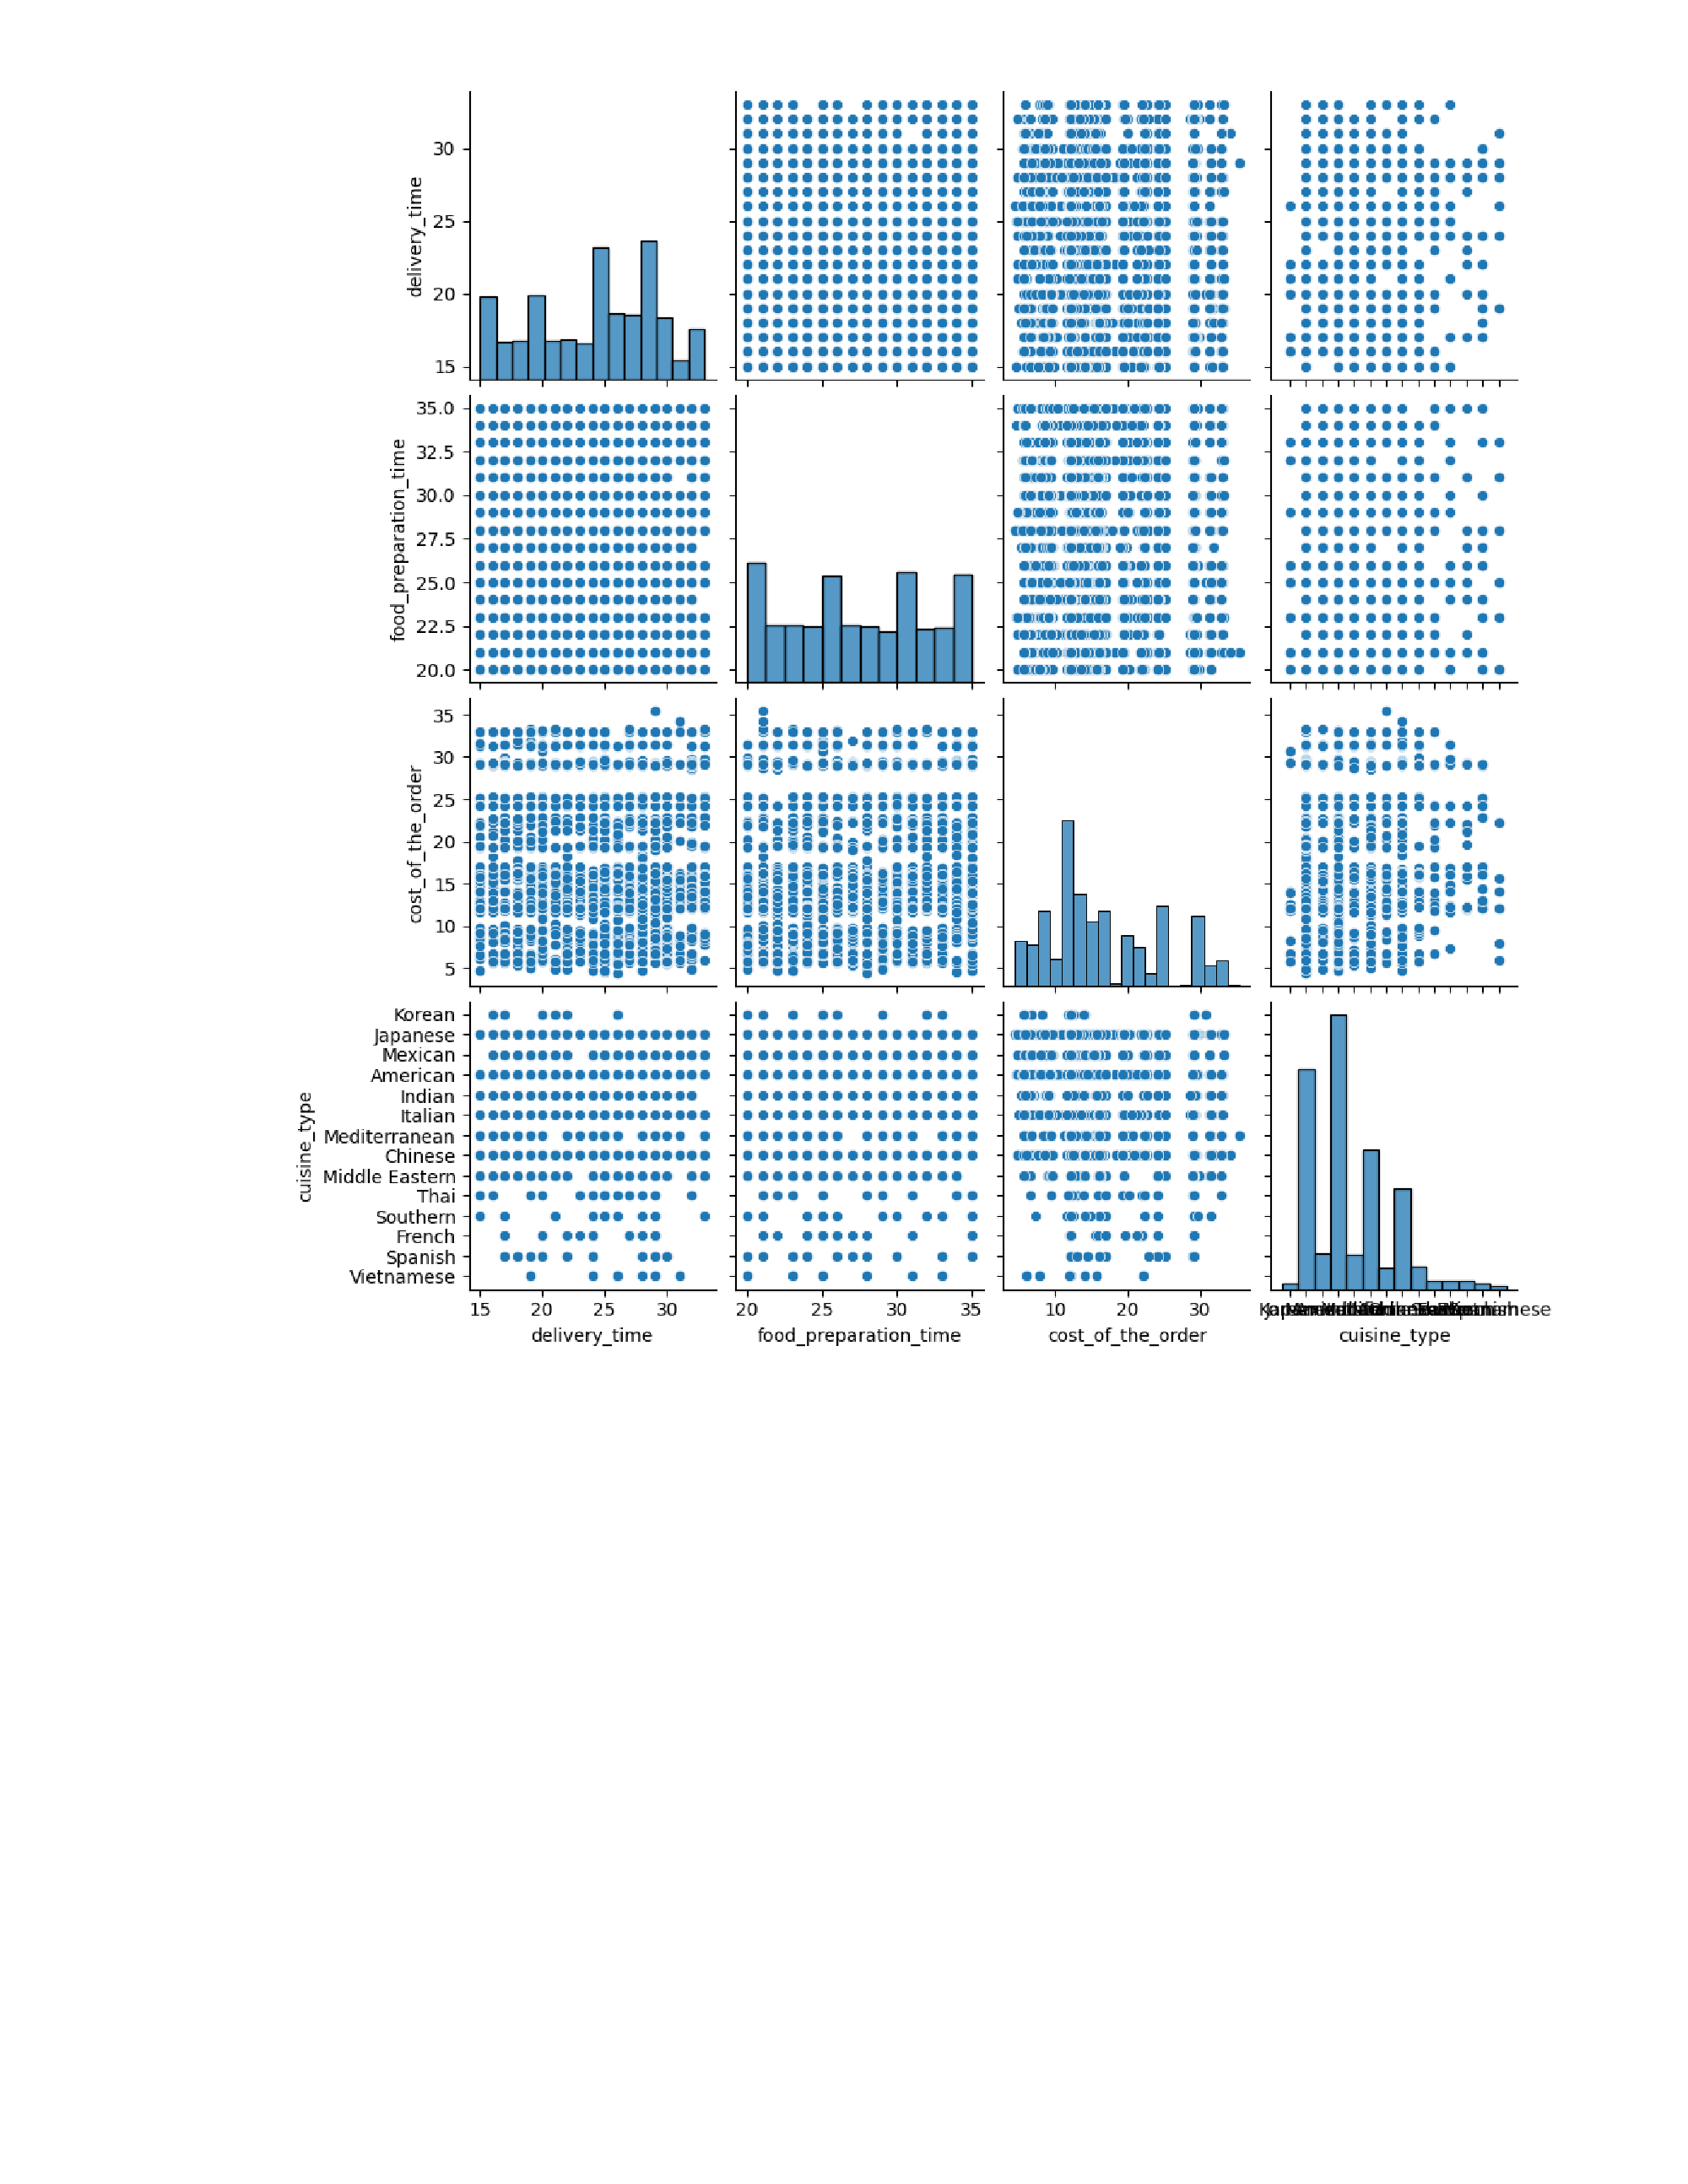 delivery_time
30
25
20
15
food_preparation_time
35.0
32.5
30.0
27.5
25.0
22.5
20.0
cost_of_the_order
35
30
25
20
15
10
5
cuisine_type
Korean
Japanese
Mexican
American
Indian
Italian
Mediterranean
Chinese
Middle Eastern
Thai
Southern
French
Spanish
Vietnamese
15 20 25 30
20 25 30 35
10 20 30
delivery_time
food_preparation_time
cost_of_the_order
cuisine_type